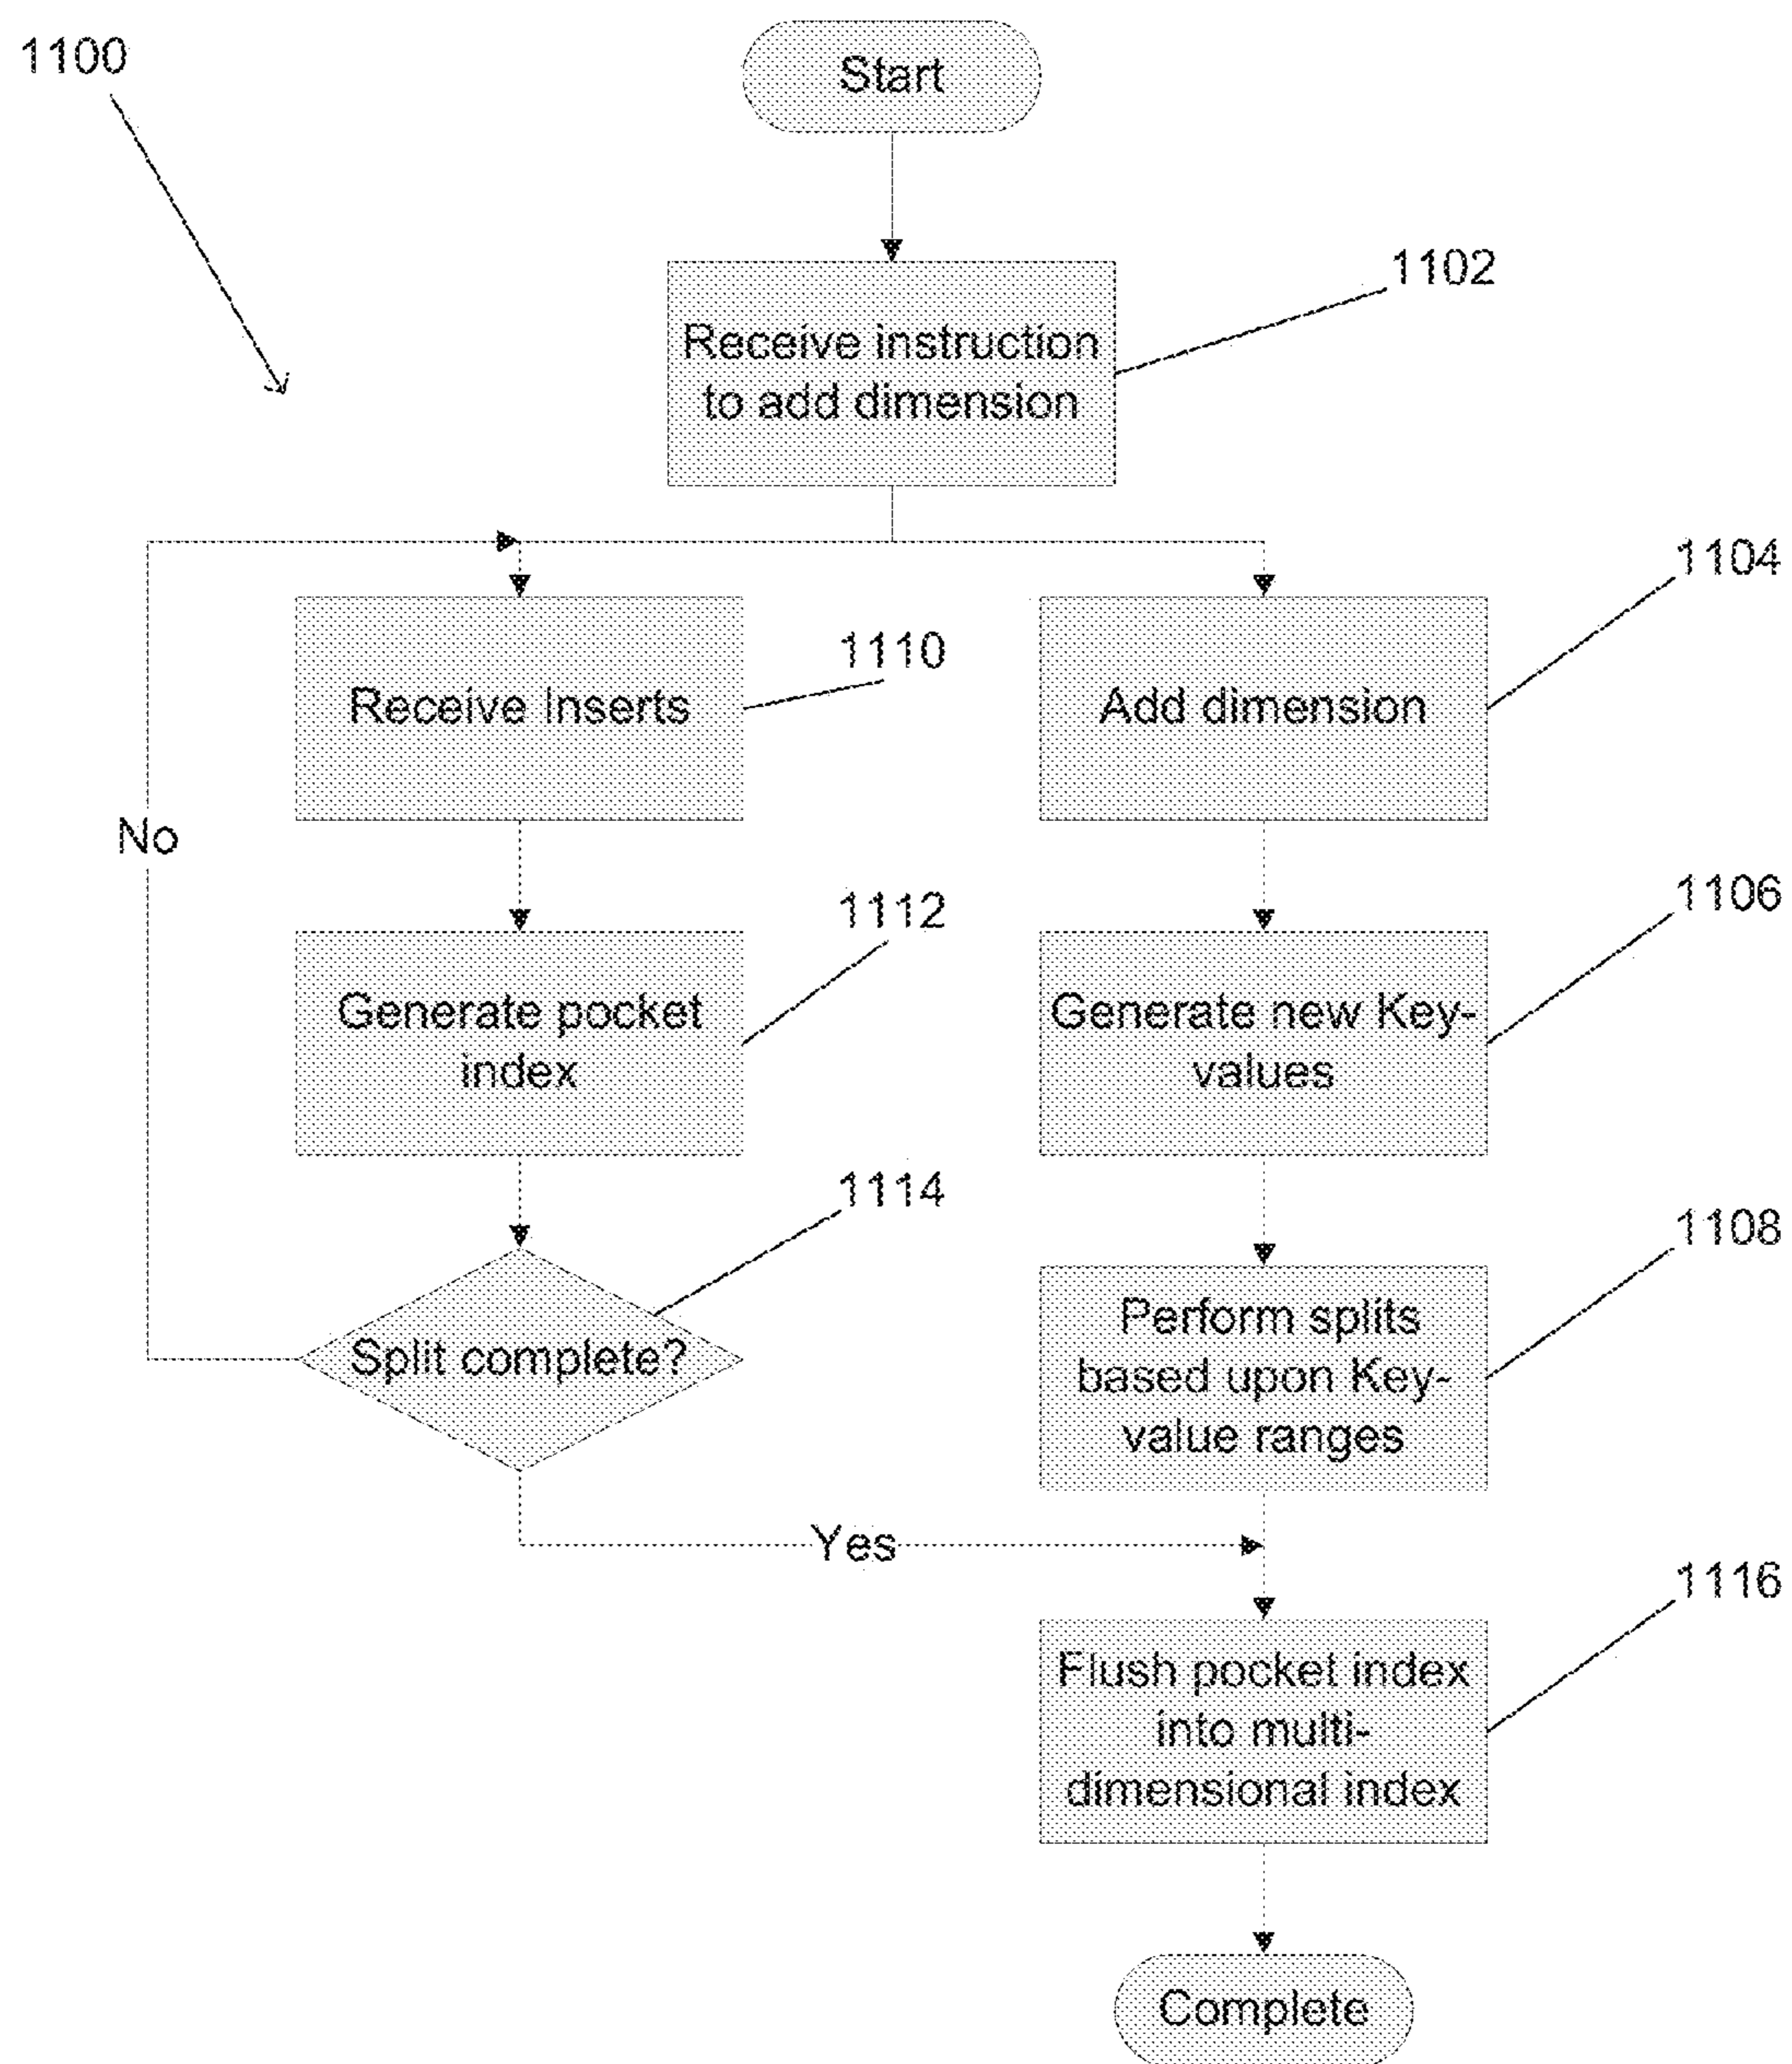 1100
Start
1102
Receive instruction
to add dimension
1104
1110
Receive Inserts
Add dimension
No
1106
1112
Generate pocket
index
Generate new Key-
values
1114
1108
Split complete?
Perform splits
based upon Key-
value ranges
Yes
1116
Flush pocket index
into multi-
dimensional index
Complete